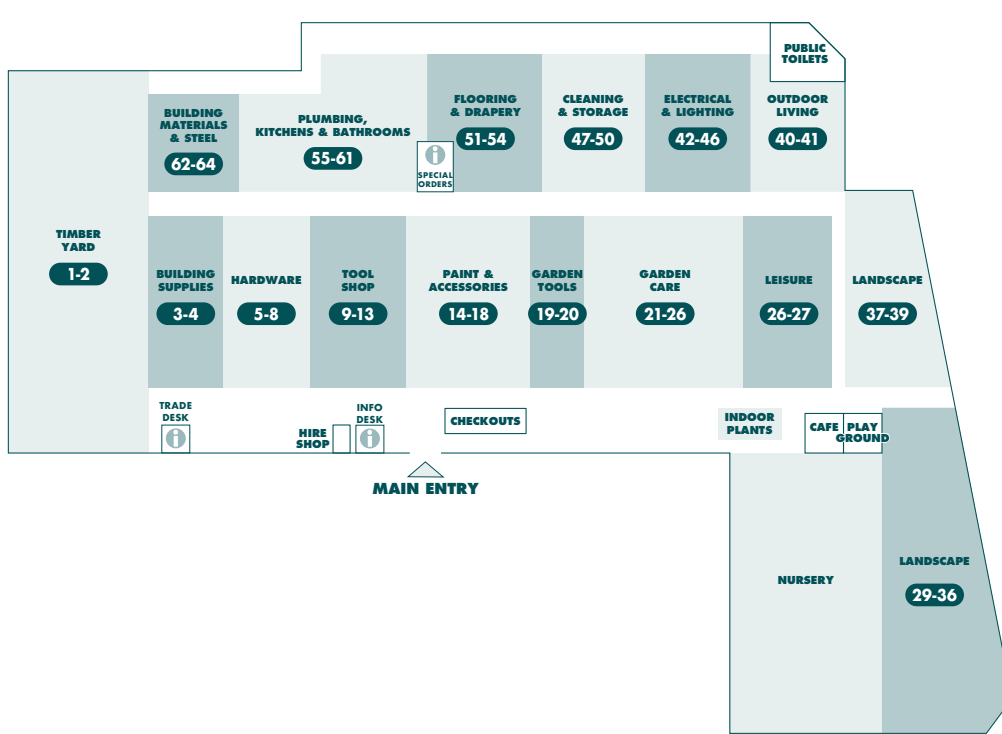 PUBLIC
TOILETS
BUILDING
MATERIALS
& STEEL
62-64
PLUMBING,
KITCHENS & BATHROOMS
55-61
SPECIAL
ORDERS
FLOORING
& DRAPERY
51-54
CLEANING
& STORAGE
47-50
ELECTRICAL
& LIGHTING
42-46
OUTDOOR
LIVING
40-41
TIMBER
YARD
1-2
BUILDING
SUPPLIES
3-4
HARDWARE
5-8
TOOL
SHOP
9-13
PAINT &
ACCESSORIES
14-18
GARDEN
TOOLS
19-20
GARDEN
CARE
21-26
LEISURE
26-27
LANDSCAPE
37-39
TRADE
DESK
HIRE
SHOP
INFO
DESK
CHECKOUTS
INDOOR
PLANTS
CAFE
PLAY
GROUND
MAIN ENTRY
NURSERY
LANDSCAPE
29-36